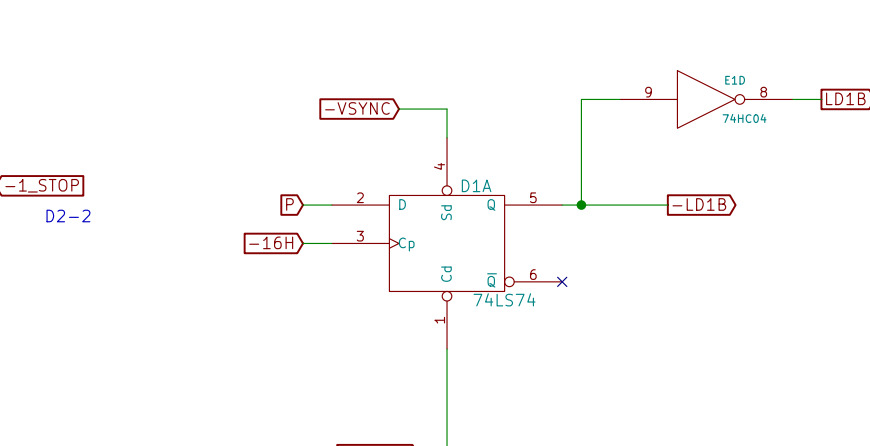 E1D
9
8
LD1B
74HC04
-VSYNC
4
-1_STOP
D1A
P
2
D
Sd
Q
5
-LD1B
D2-2
-16H
3
Cp
Cd
Q
6
74LS74
1